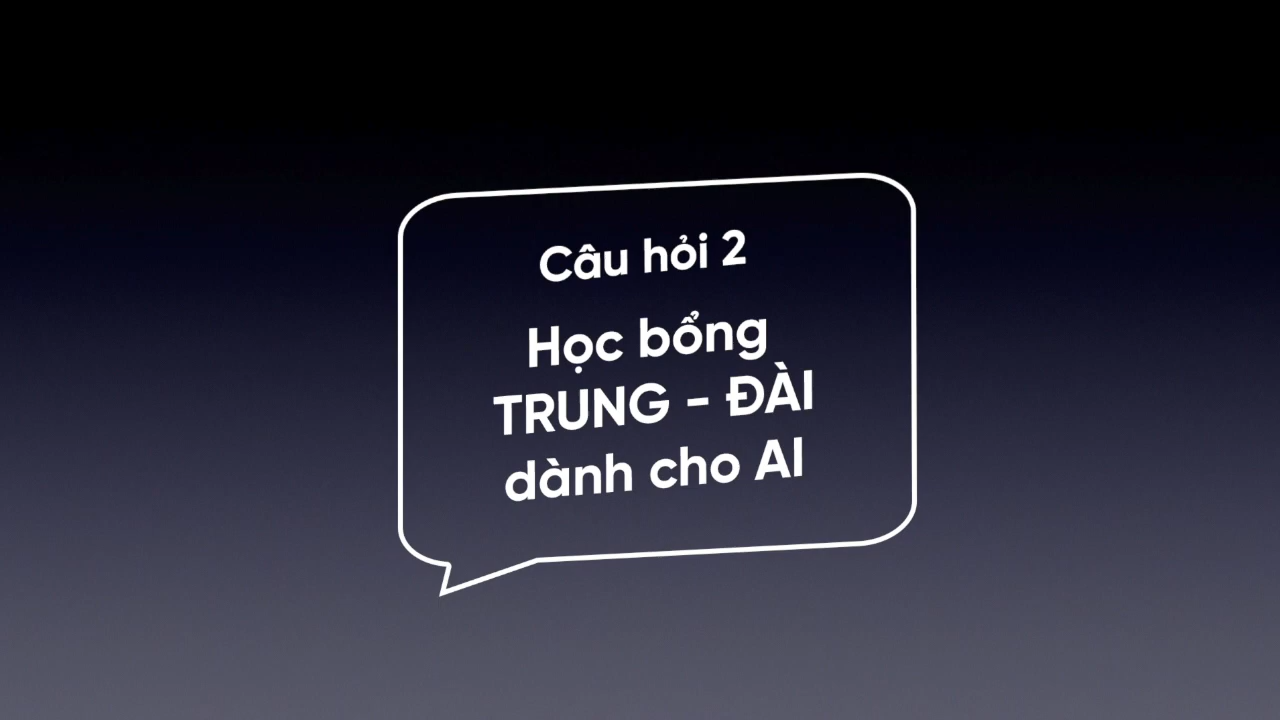 Câu hỏi 2
Học bổng
TRUNG - ĐÀI
dành cho AI